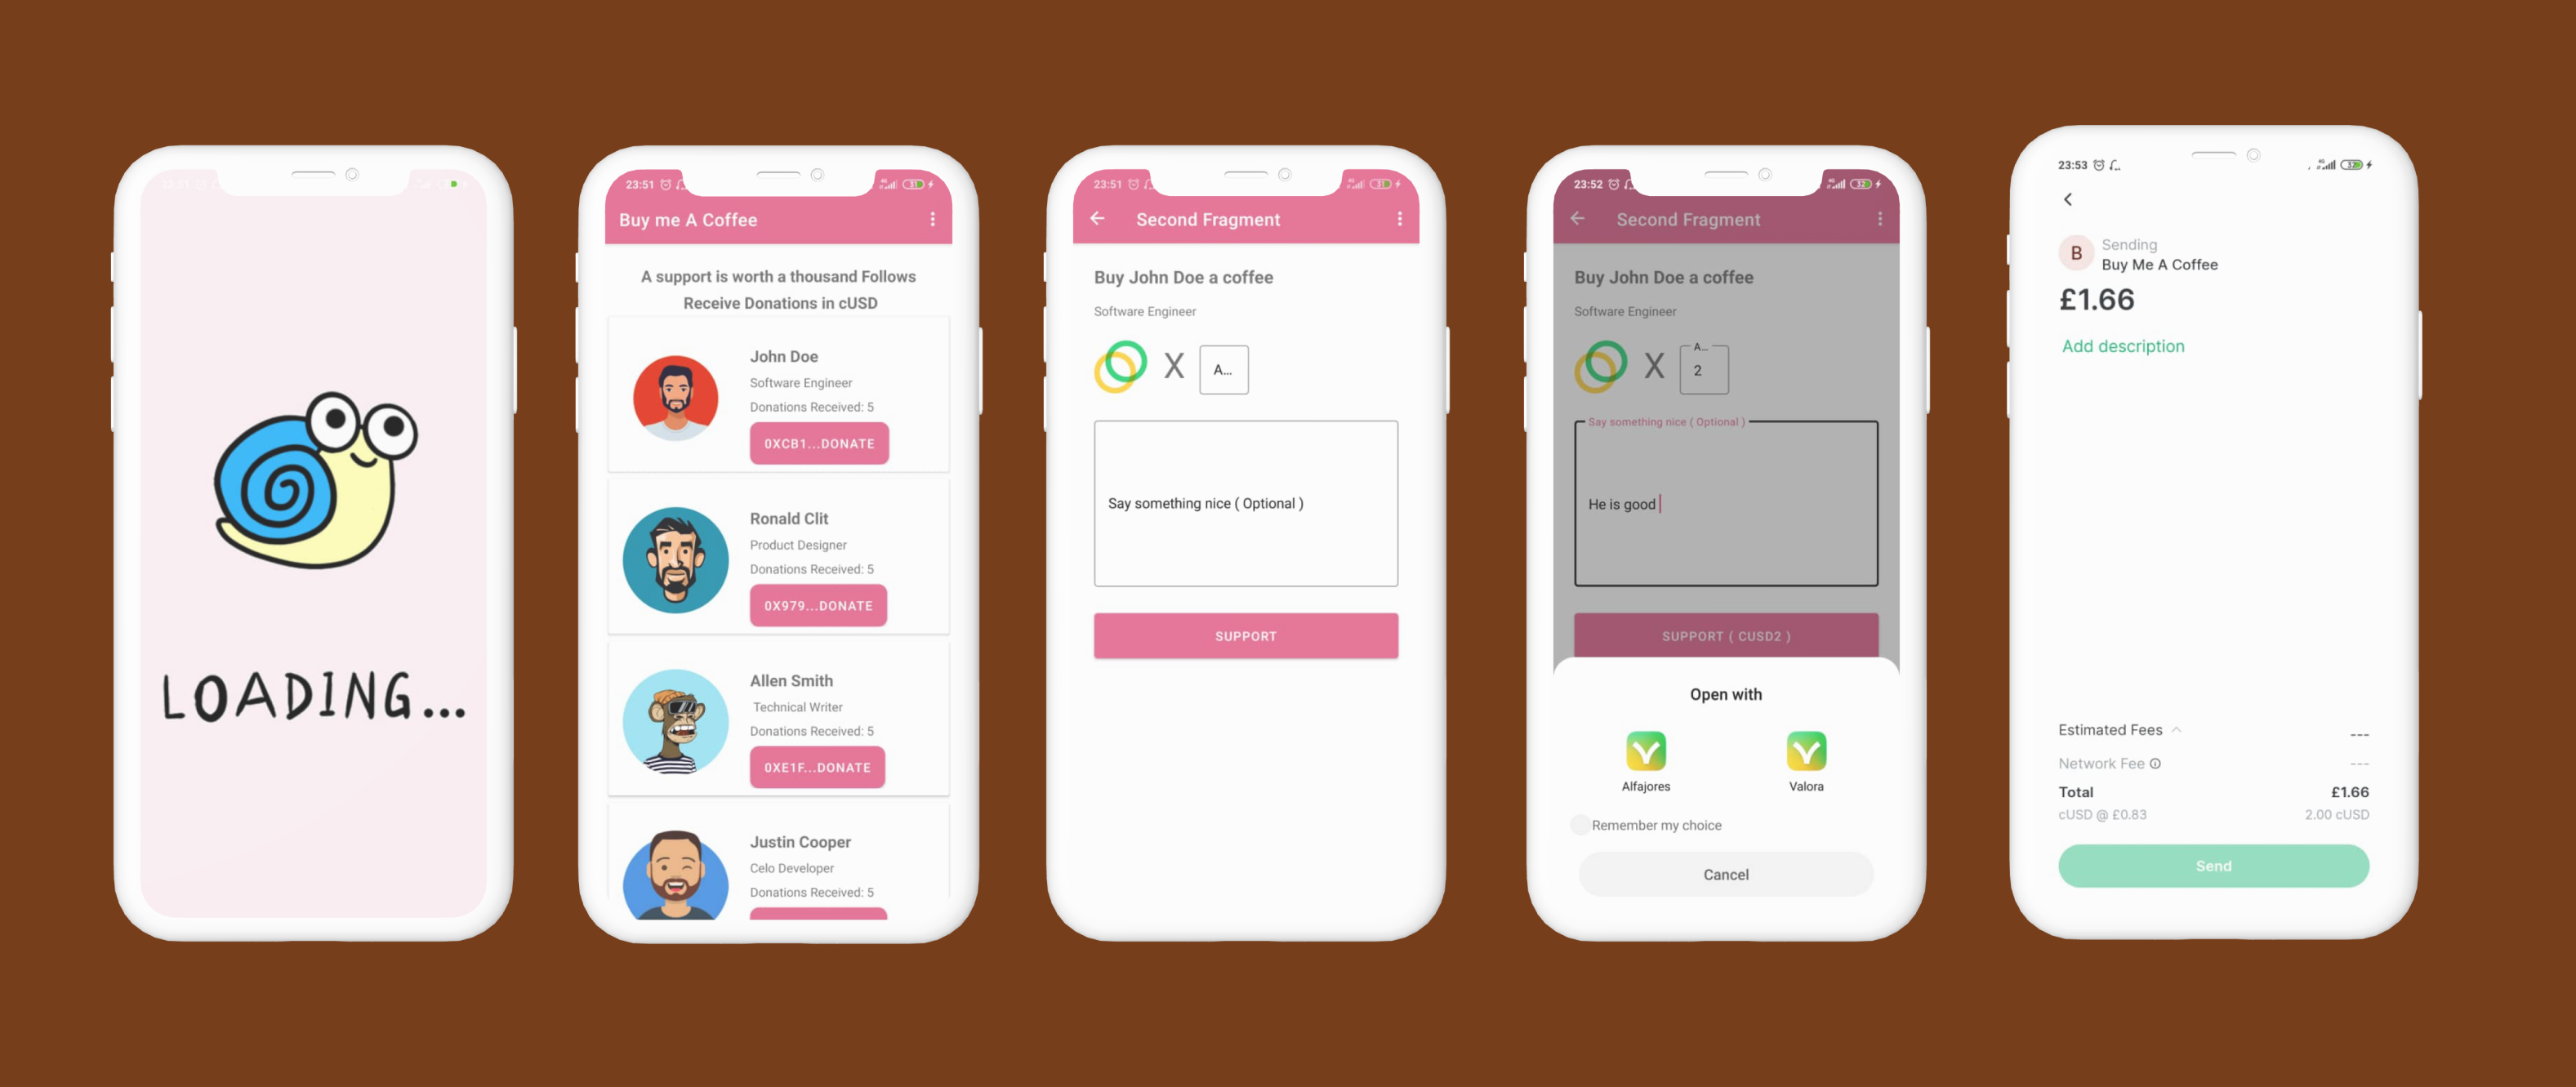 LOADING...
23:51
Buy me A Coffee
A support is worth a thousand Follows
Receive Donations in cUSD
John Doe
Software Engineer
Donations Received: 5
0XCB1...DONATE
Ronald Clit
Product Designer
Donations Received: 5
0X979...DONATE
Allen Smith
Technical Writer
Donations Received: 5
0XE1F...DONATE
Justin Cooper
Celo Developer
Donations Received: 5
23:51
Second Fragment
Buy John Doe a coffee
Software Engineer
X A...
Say something nice ( Optional )
SUPPORT
23:52
Second Fragment
Buy John Doe a coffee
Software Engineer
A...
X 2
Say something nice ( Optional )
He is good
SUPPORT ( CUSD2 )
Open with
Alfajores Valora
Remember my choice
Cancel
23:53
B Sending
Buy Me A Coffee
£1.66
Add description
Estimated Fees ---
Network Fee ---
Total £1.66
cUSD @ £0.83 2.00 cUSD
Send